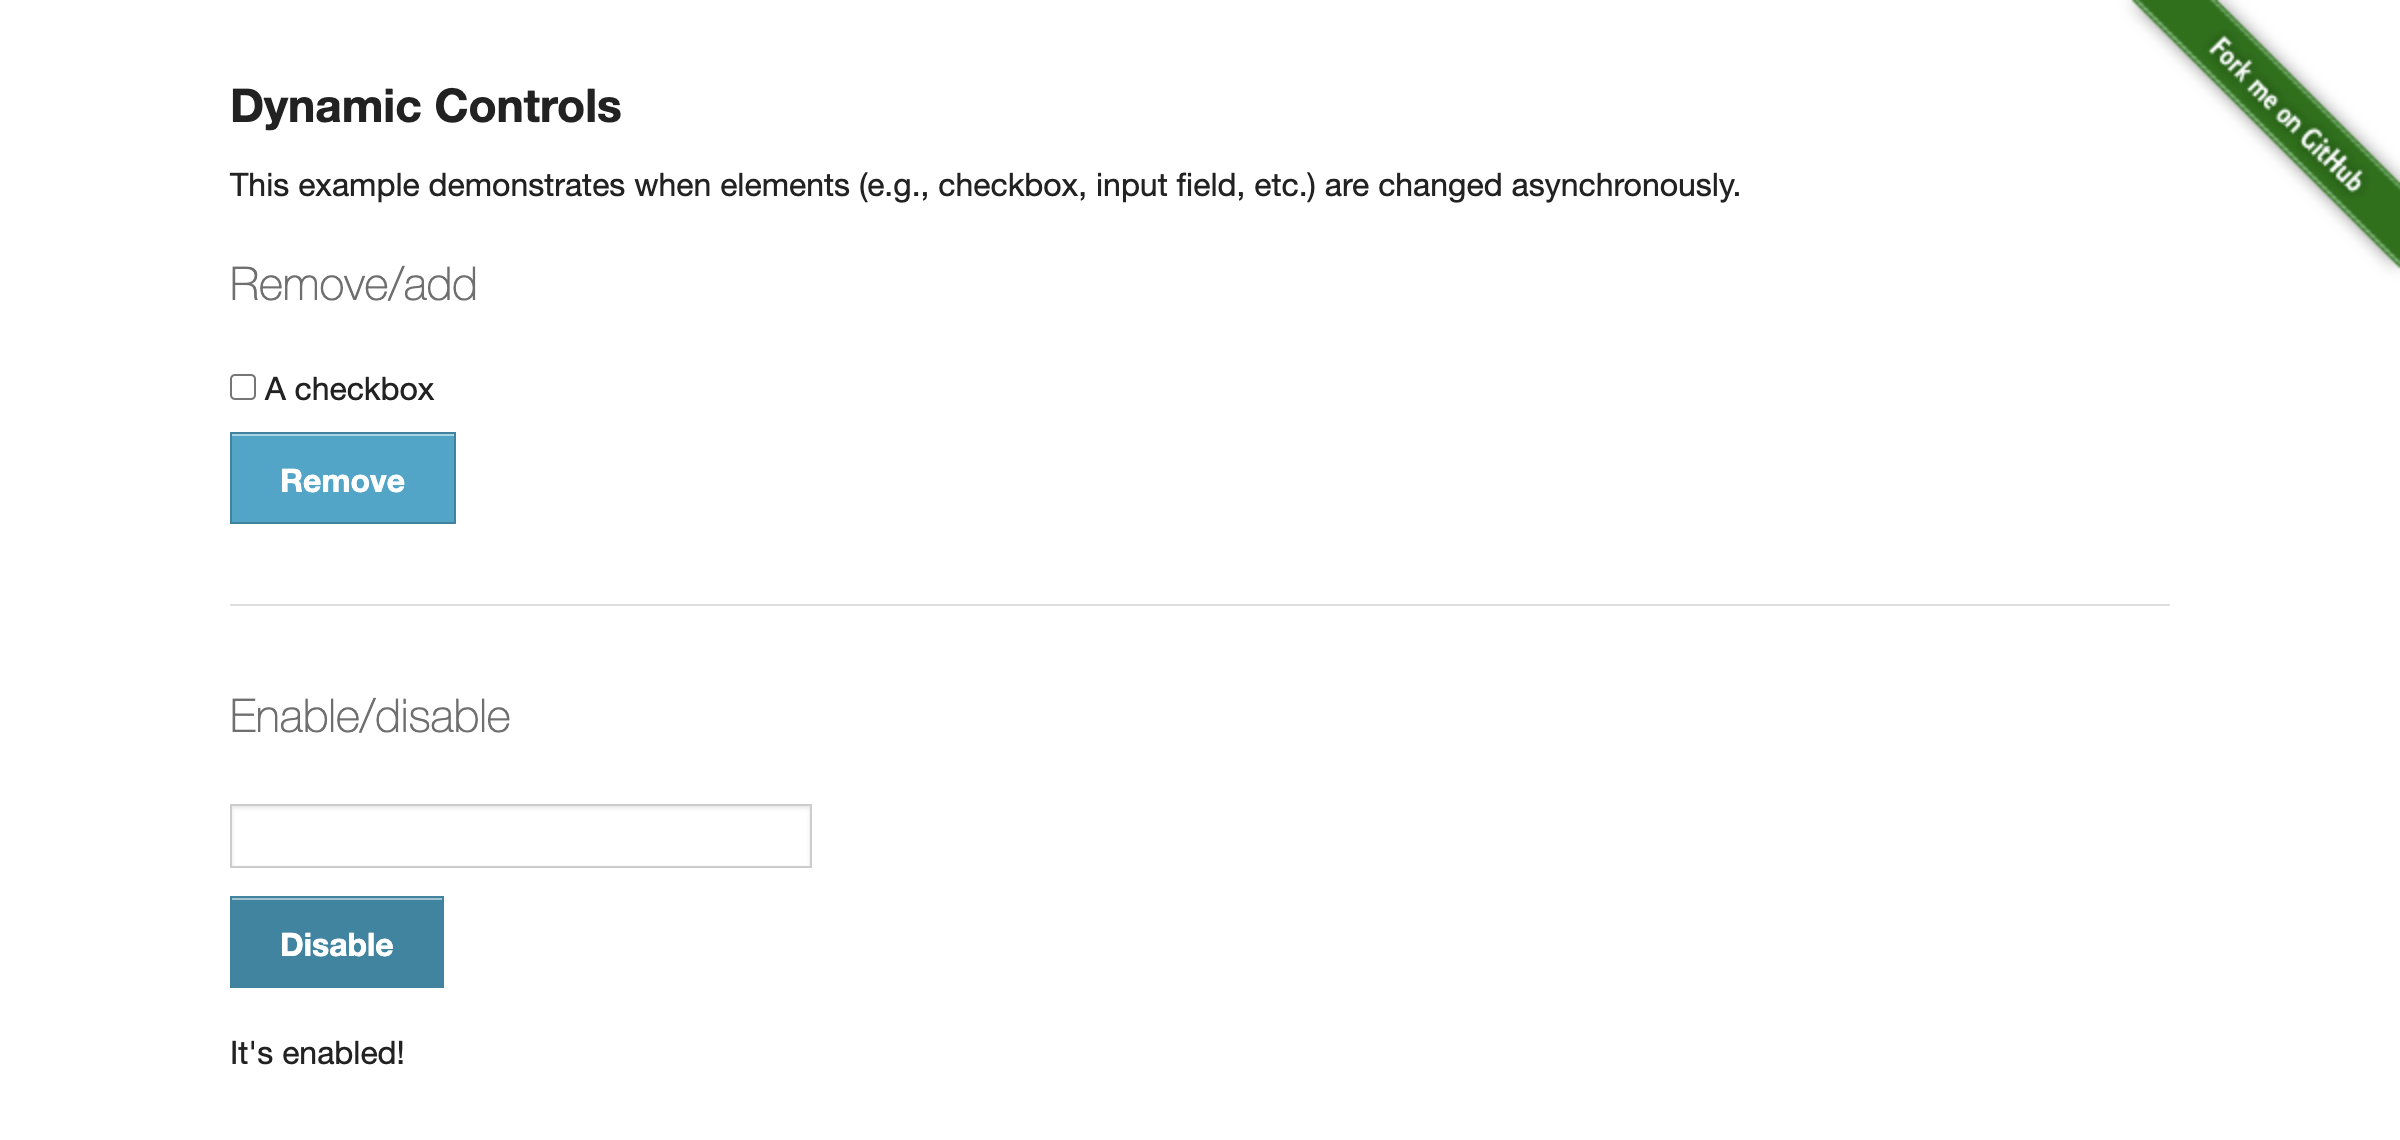 Fork me on GitHub
Dynamic Controls
This example demonstrates when elements (e.g., checkbox, input field, etc.) are changed asynchronously.
Remove/add
A checkbox
Remove
Enable/disable
Disable
It's enabled!